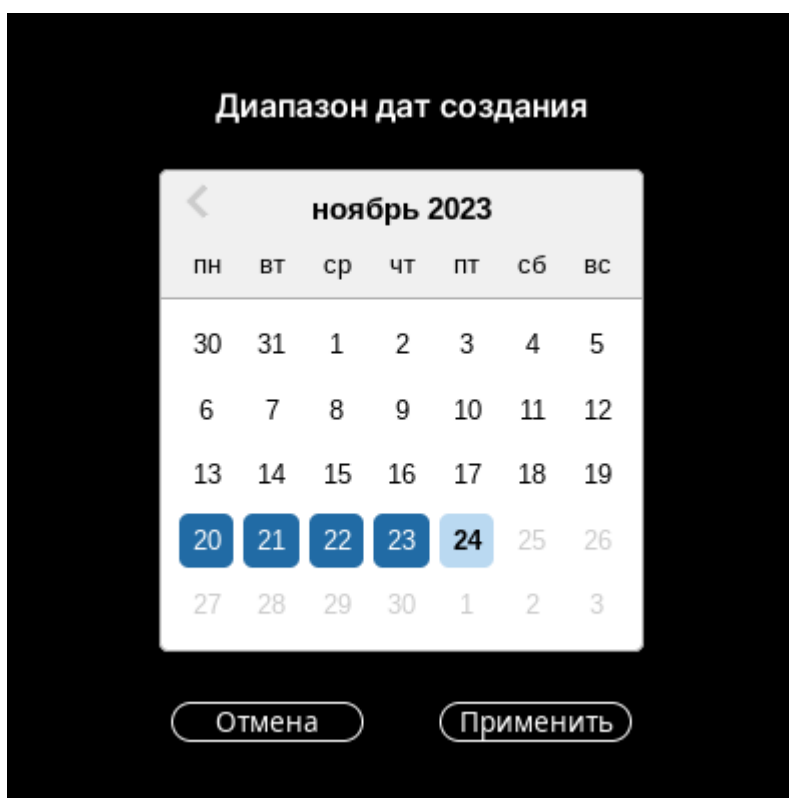 Диапазон дат создания
ноябрь 2023
пн вт ср чт пт сб вс
30 31 1 2 3 4 5
6 7 8 9 10 11 12
13 14 15 16 17 18 19
20 21 22 23 24 25 26
27 28 29 30 1 2 3
Отмена Применить